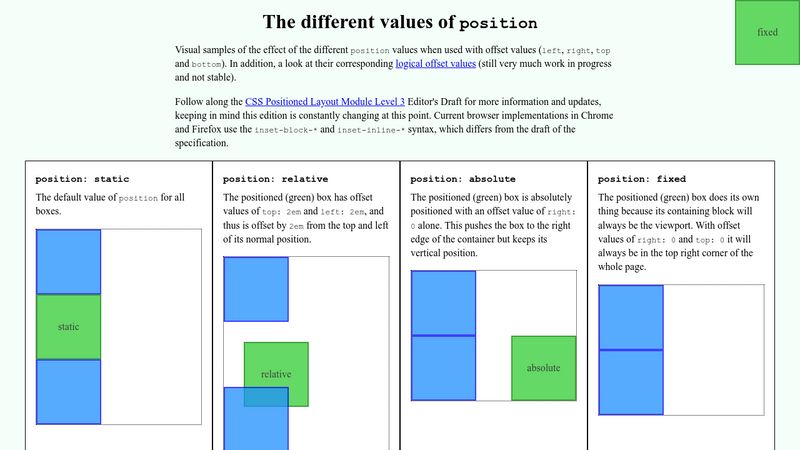 The different values of position
fixed
Visual samples of the effect of the different position values when used with offset values (left, right, top
and bottom). In addition, a look at their corresponding logical offset values (still very much work in progress
and not stable).
Follow along the CSS Positioned Layout Module Level 3 Editor's Draft for more information and updates,
keeping in mind this edition is constantly changing at this point. Current browser implementations in Chrome
and Firefox use the inset-block-* and inset-inline-* syntax, which differs from the draft of the
specification.
position: static
The default value of position for all
boxes.
static
position: relative
The positioned (green) box has offset
values of top: 2em and left: 2em, and
thus is offset by 2em from the top and left
of its normal position.
relative
position: absolute
The positioned (green) box is absolutely
positioned with an offset value of right:
0 alone. This pushes the box to the right
edge of the container but keeps its
vertical position.
absolute
position: fixed
The positioned (green) box does its own
thing because its containing block will
always be the viewport. With offset
values of right: 0 and top: 0 it will
always be in the top right corner of the
whole page.